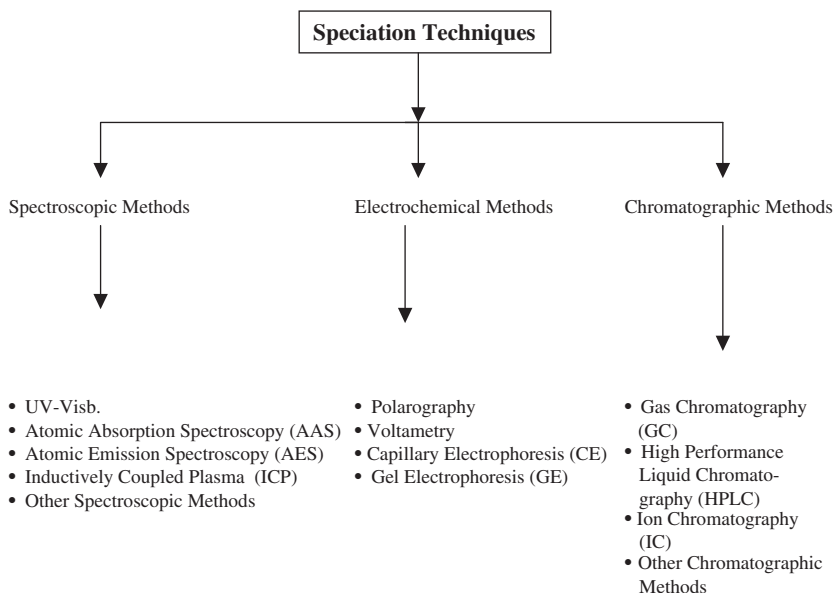 Speciation Techniques
Spectroscopic Methods
Electrochemical Methods
Chromatographic Methods
• UV-Visb.
• Atomic Absorption Spectroscopy (AAS)
• Atomic Emission Spectroscopy (AES)
• Inductively Coupled Plasma (ICP)
• Other Spectroscopic Methods
• Polarography
• Voltametry
• Capillary Electrophoresis (CE)
• Gel Electrophoresis (GE)
• Gas Chromatography
(GC)
• High Performance
Liquid Chromato-
graphy (HPLC)
• Ion Chromatography
(IC)
• Other Chromatographic
Methods